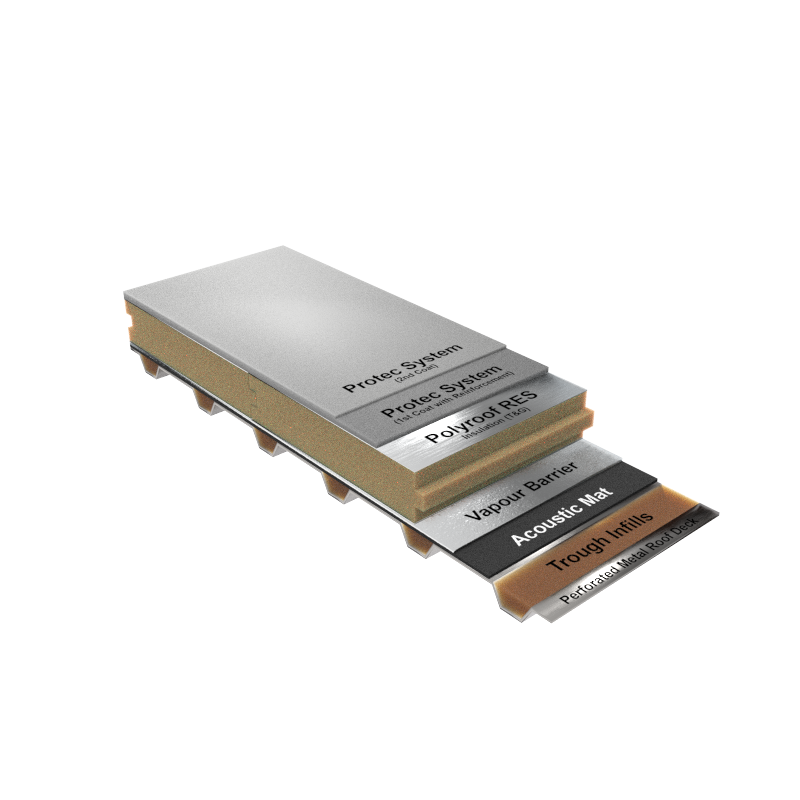 Protec System
(2nd Coat)
Protec System
(1st Coat with Reinforcement)
Polyroof RES
Insulation (T&G)
Vapour Barrier
Acoustic Mat
Trough Infills
Perforated Metal Roof Deck